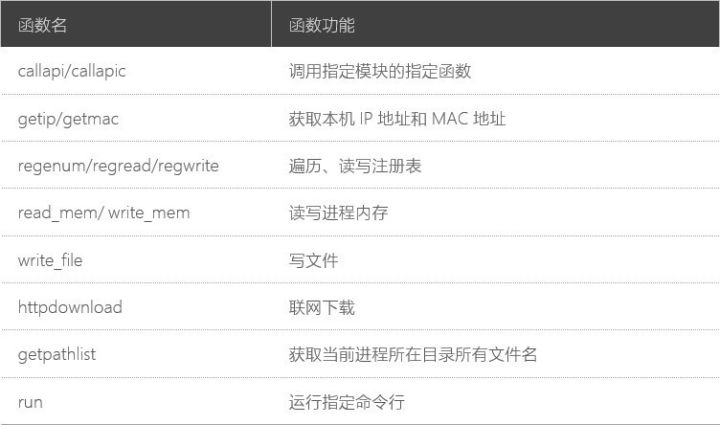 函数名 函数功能
callapi/callapic 调用指定模块的指定函数
getip/getmac 获取本机 IP 地址和 MAC 地址
regenum/regread/regwrite 遍历、读写注册表
read_mem/ write_mem 读写进程内存
write_file 写文件
httpdownload 联网下载
getpathlist 获取当前进程所在目录所有文件名
run 运行指定命令行